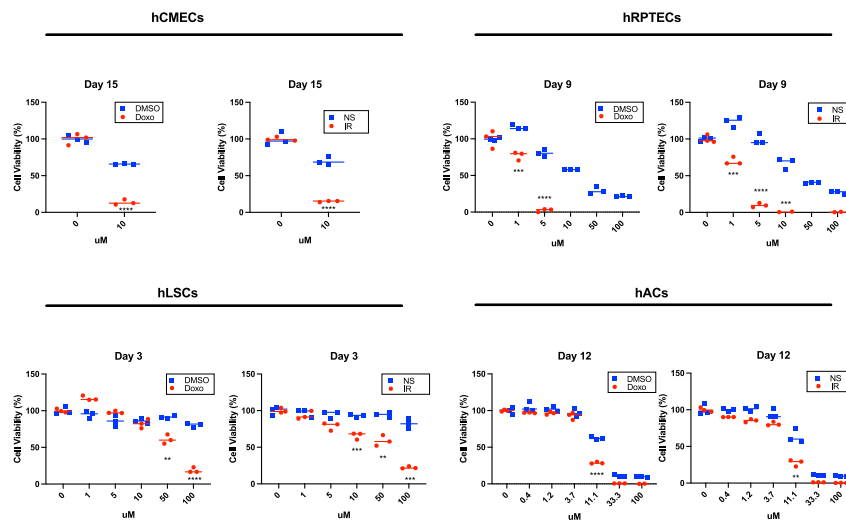 hCMECs
hRPTECs
Day 15
Day 15
Day 9
Day 9
150
100
50
0
Cell Viability (%)
DMSO
Doxo
****
0
10
uM
150
100
50
0
Cell Viability (%)
NS
IR
****
0
10
uM
150
100
50
0
Cell Viability (%)
DMSO
Doxo
***
****
0
1
5
10
50
100
uM
150
100
50
0
Cell Viability (%)
NS
IR
***
****
***
0
1
5
10
50
100
uM
hLSCs
hACs
Day 3
Day 3
Day 12
Day 12
150
100
50
0
Cell Viability (%)
DMSO
Doxo
**
****
0
1
5
10
50
100
uM
150
100
50
0
Cell Viability (%)
NS
IR
***
**
***
0
1
5
10
50
100
uM
150
100
50
0
Cell Viability (%)
DMSO
Doxo
****
0
0.4
1.2
3.7
11.1
33.3
100
uM
150
100
50
0
Cell Viability (%)
NS
IR
**
0
0.4
1.2
3.7
11.1
33.3
100
uM